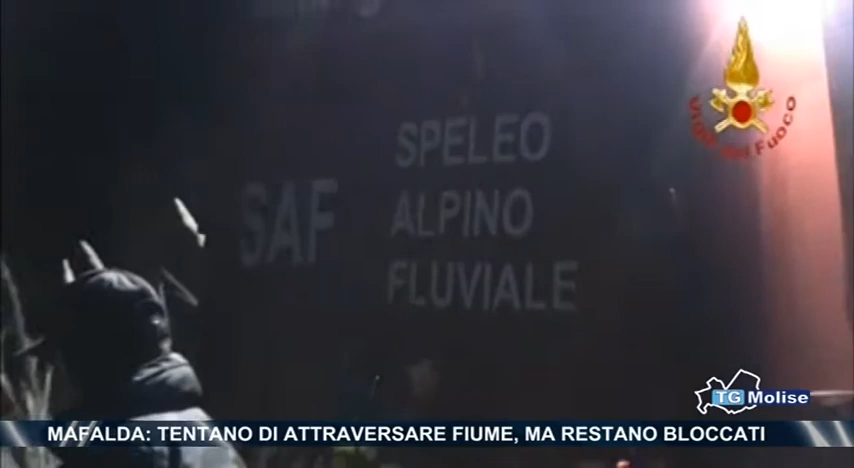 Vigili del Fuoco
SPELEO
SAF ALPINO
FLUVIALE
TG Molise
MAFALDA: TENTANO DI ATTRAVERSARE FIUME, MA RESTANO BLOCCATI